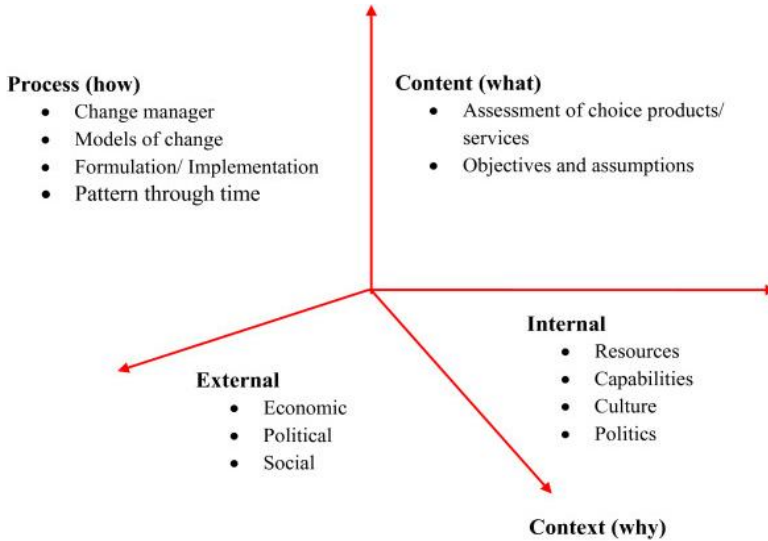 Process (how)
• Change manager
• Models of change
• Formulation/ Implementation
• Pattern through time
Content (what)
• Assessment of choice products/
services
• Objectives and assumptions
External
• Economic
• Political
• Social
Internal
• Resources
• Capabilities
• Culture
• Politics
Context (why)